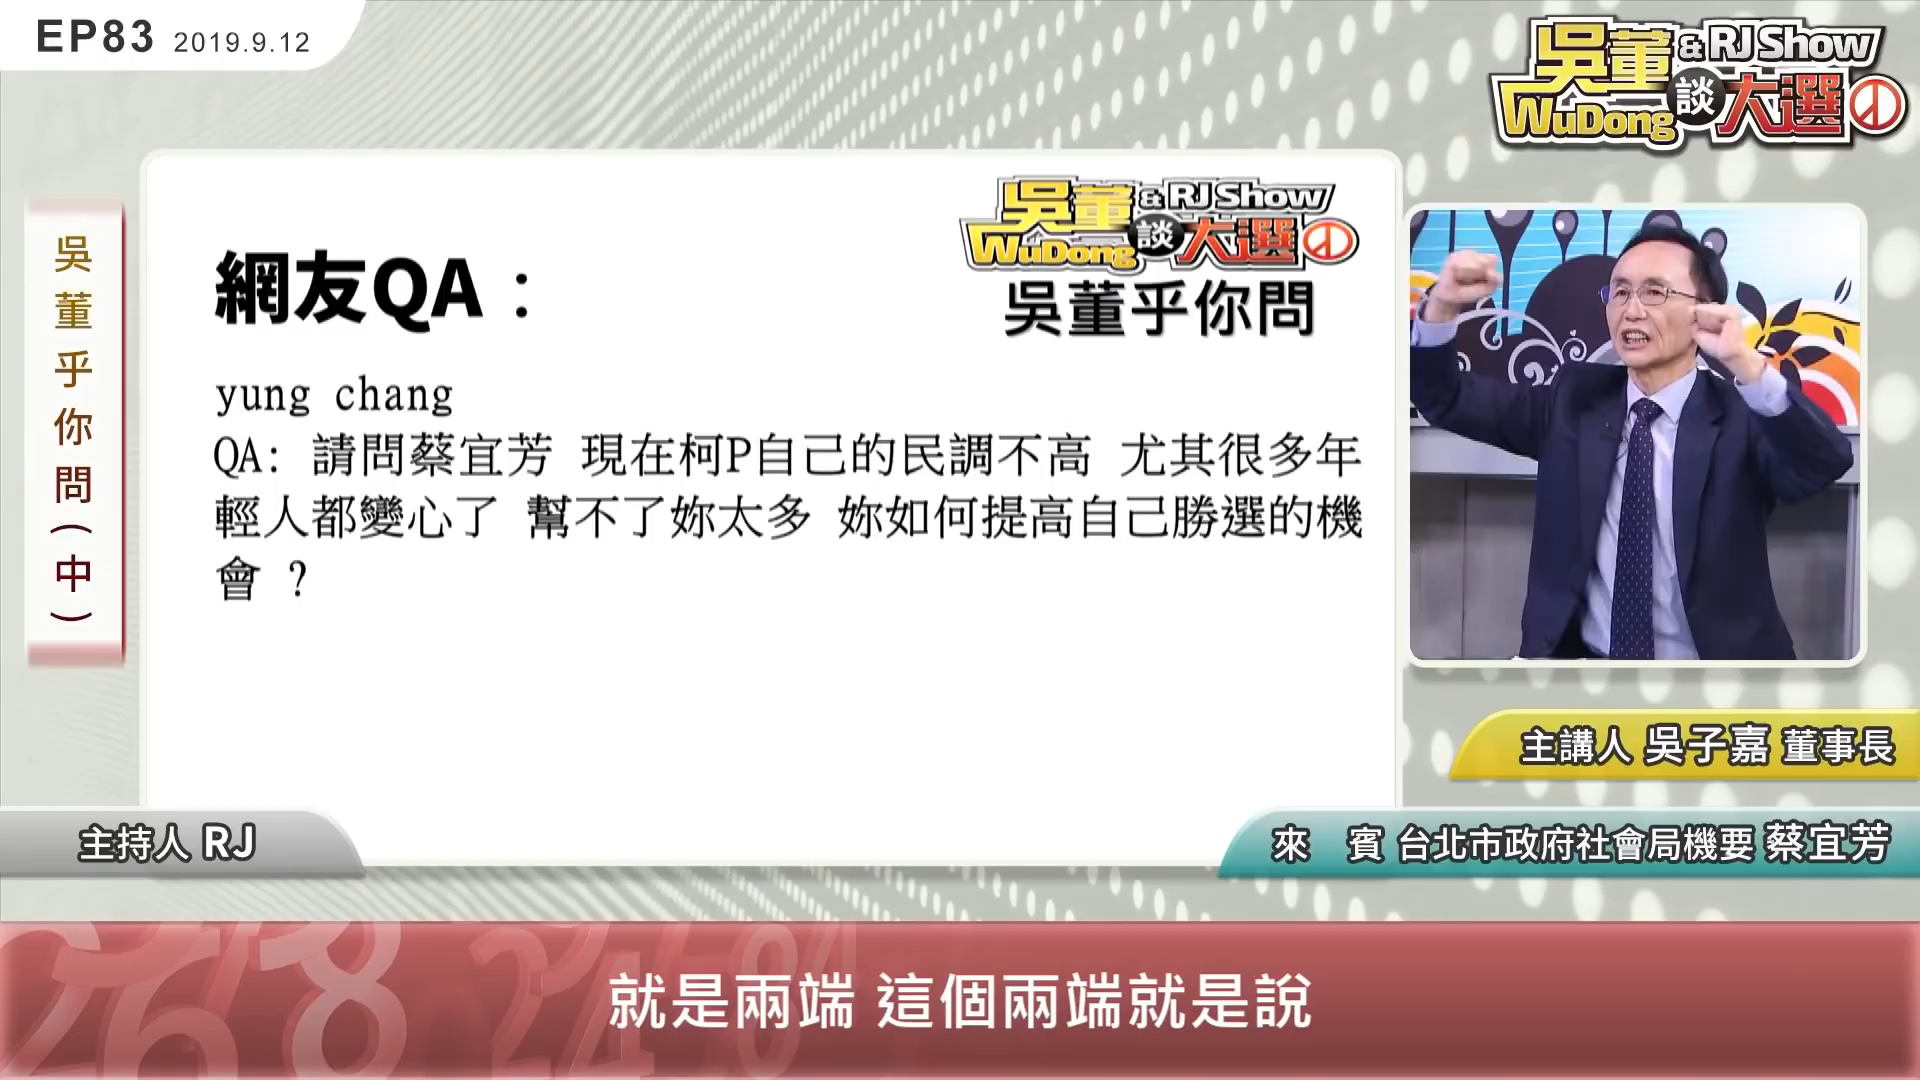 EP83 2019.9.12
吳董 & RJ Show
WuDong 談 大選
吳董乎你問(中)
吳董 & RJ Show
WuDong 談 大選
吳董乎你問
網友QA：
yung chang
QA: 請問蔡宜芳 現在柯P自己的民調不高 尤其很多年
輕人都變心了 幫不了妳太多 妳如何提高自己勝選的機
會 ?
主講人 吳子嘉 董事長
主持人 RJ
來 賓 台北市政府社會局機要 蔡宜芳
就是兩端 這個兩端就是說